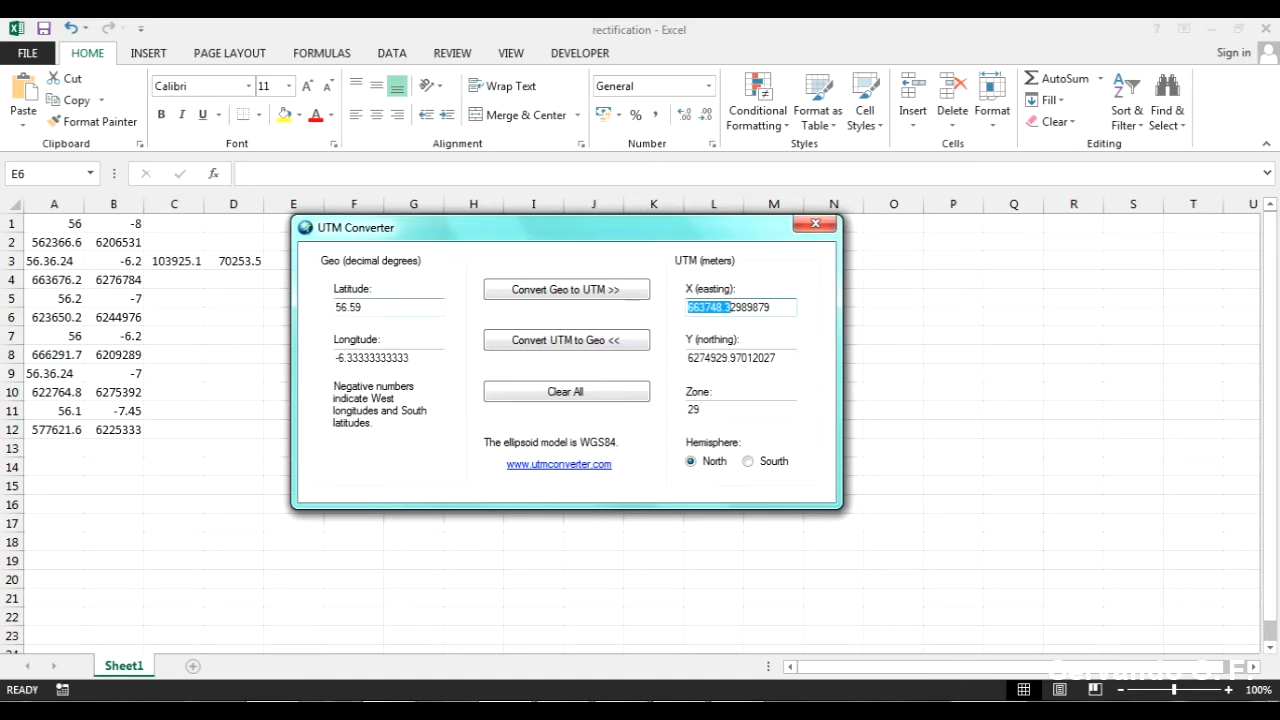 rectification - Excel
FILE HOME INSERT PAGE LAYOUT FORMULAS DATA REVIEW VIEW DEVELOPER Sign in
Paste
Cut
Copy
Format Painter
Clipboard
Calibri 11
B I U
Font
Wrap Text
Merge & Center
Alignment
General
Number
Conditional Formatting
Format as Table
Cell Styles
Styles
Insert Delete Format
Cells
AutoSum
Fill
Clear
Sort & Filter
Find & Select
Editing
E6 fx
A B C D E F G H I J K L M N O P Q R S T U
1 56 -8
2 562366.6 6206531
3 56.36.24 -6.2 103925.1 70253.5
4 663676.2 6276784
5 56.2 -7
6 623650.2 6244976
7 56 -6.2
8 666291.7 6209289
9 56.36.24 -7
10 622764.8 6275392
11 56.1 -7.45
12 577621.6 6225333
13
14
15
16
17
18
19
20
21
22
23
UTM Converter
Geo (decimal degrees)
Latitude:
56.59
Longitude:
-6.33333333333
Negative numbers
indicate West
longitudes and South
latitudes.
Convert Geo to UTM >>
Convert UTM to Geo <<
Clear All
The ellipsoid model is WGS84.
www.utmconverter.com
UTM (meters)
X (easting):
663748.32989879
Y (northing):
6274929.97012027
Zone:
29
Hemisphere:
North South
Sheet1
READY 100%